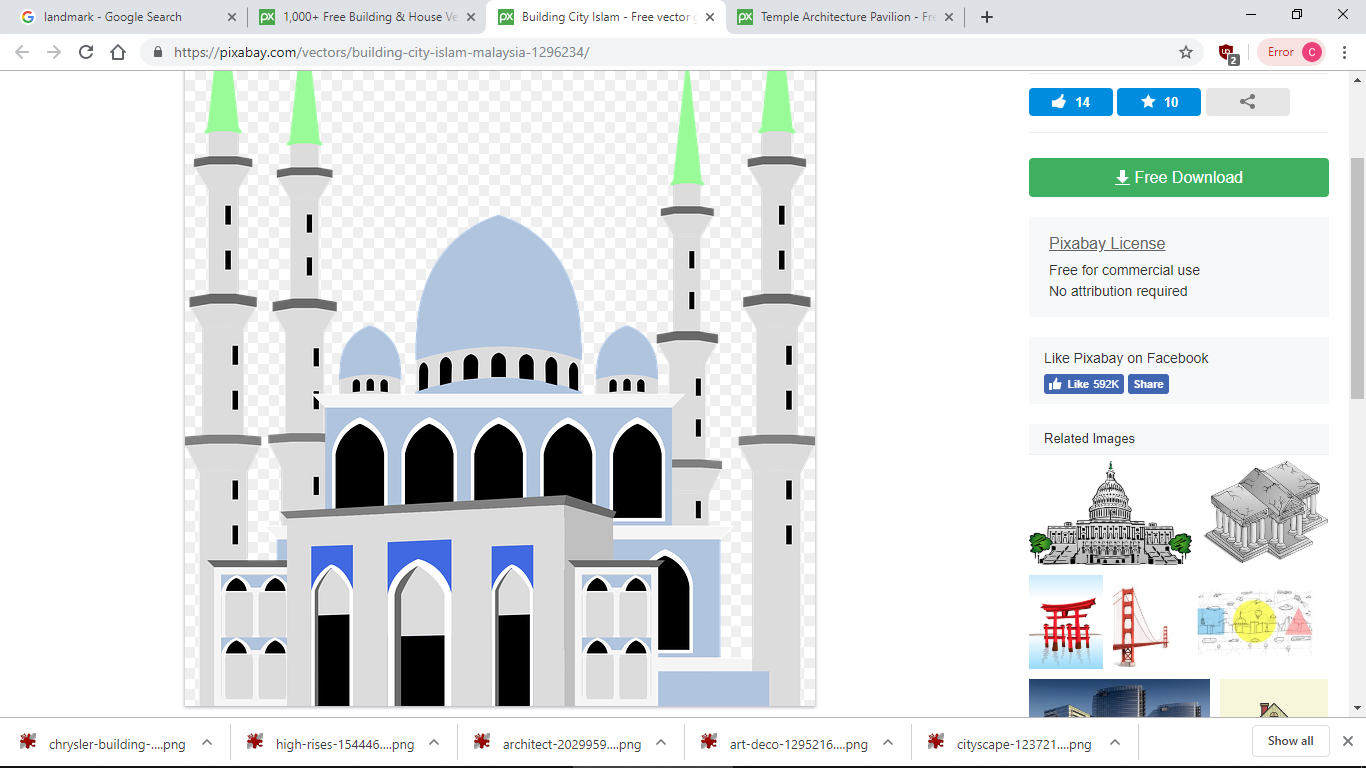 landmark - Google Search
1,000+ Free Building & House Ve
Building City Islam - Free vector g
Temple Architecture Pavilion - Fre
https://pixabay.com/vectors/building-city-islam-malaysia-1296234/
2
Error
C
14
10
Free Download
Pixabay License
Free for commercial use
No attribution required
Like Pixabay on Facebook
Like 592K
Share
Related Images
chrysler-building-....png
high-rises-154446....png
architect-2029959....png
art-deco-1295216....png
cityscape-123721....png
Show all